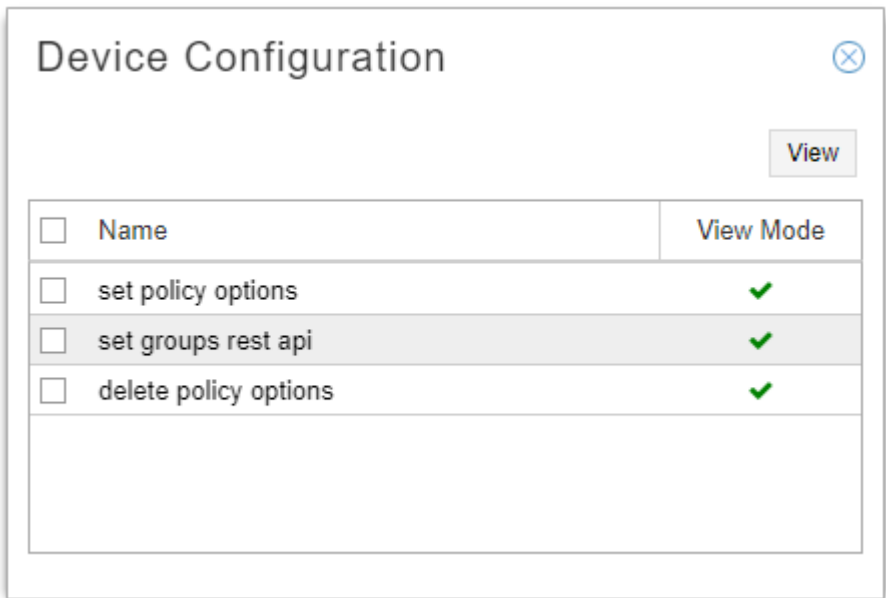 Device Configuration
View
Name View Mode
set policy options
set groups rest api
delete policy options